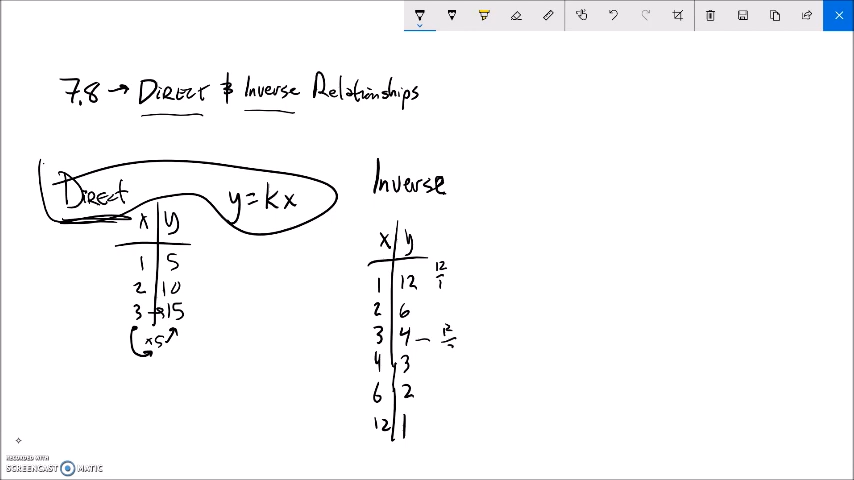 7.8 → Direct & Inverse Relationships
Direct
y = kx
x y
1 5
2 10
3 → 15
×5
Inverse
x y
1 12 12/1
2 6
3 4 — 12/
4 3
6 2
12 1
RECORDED WITH
SCREENCAST MATIC